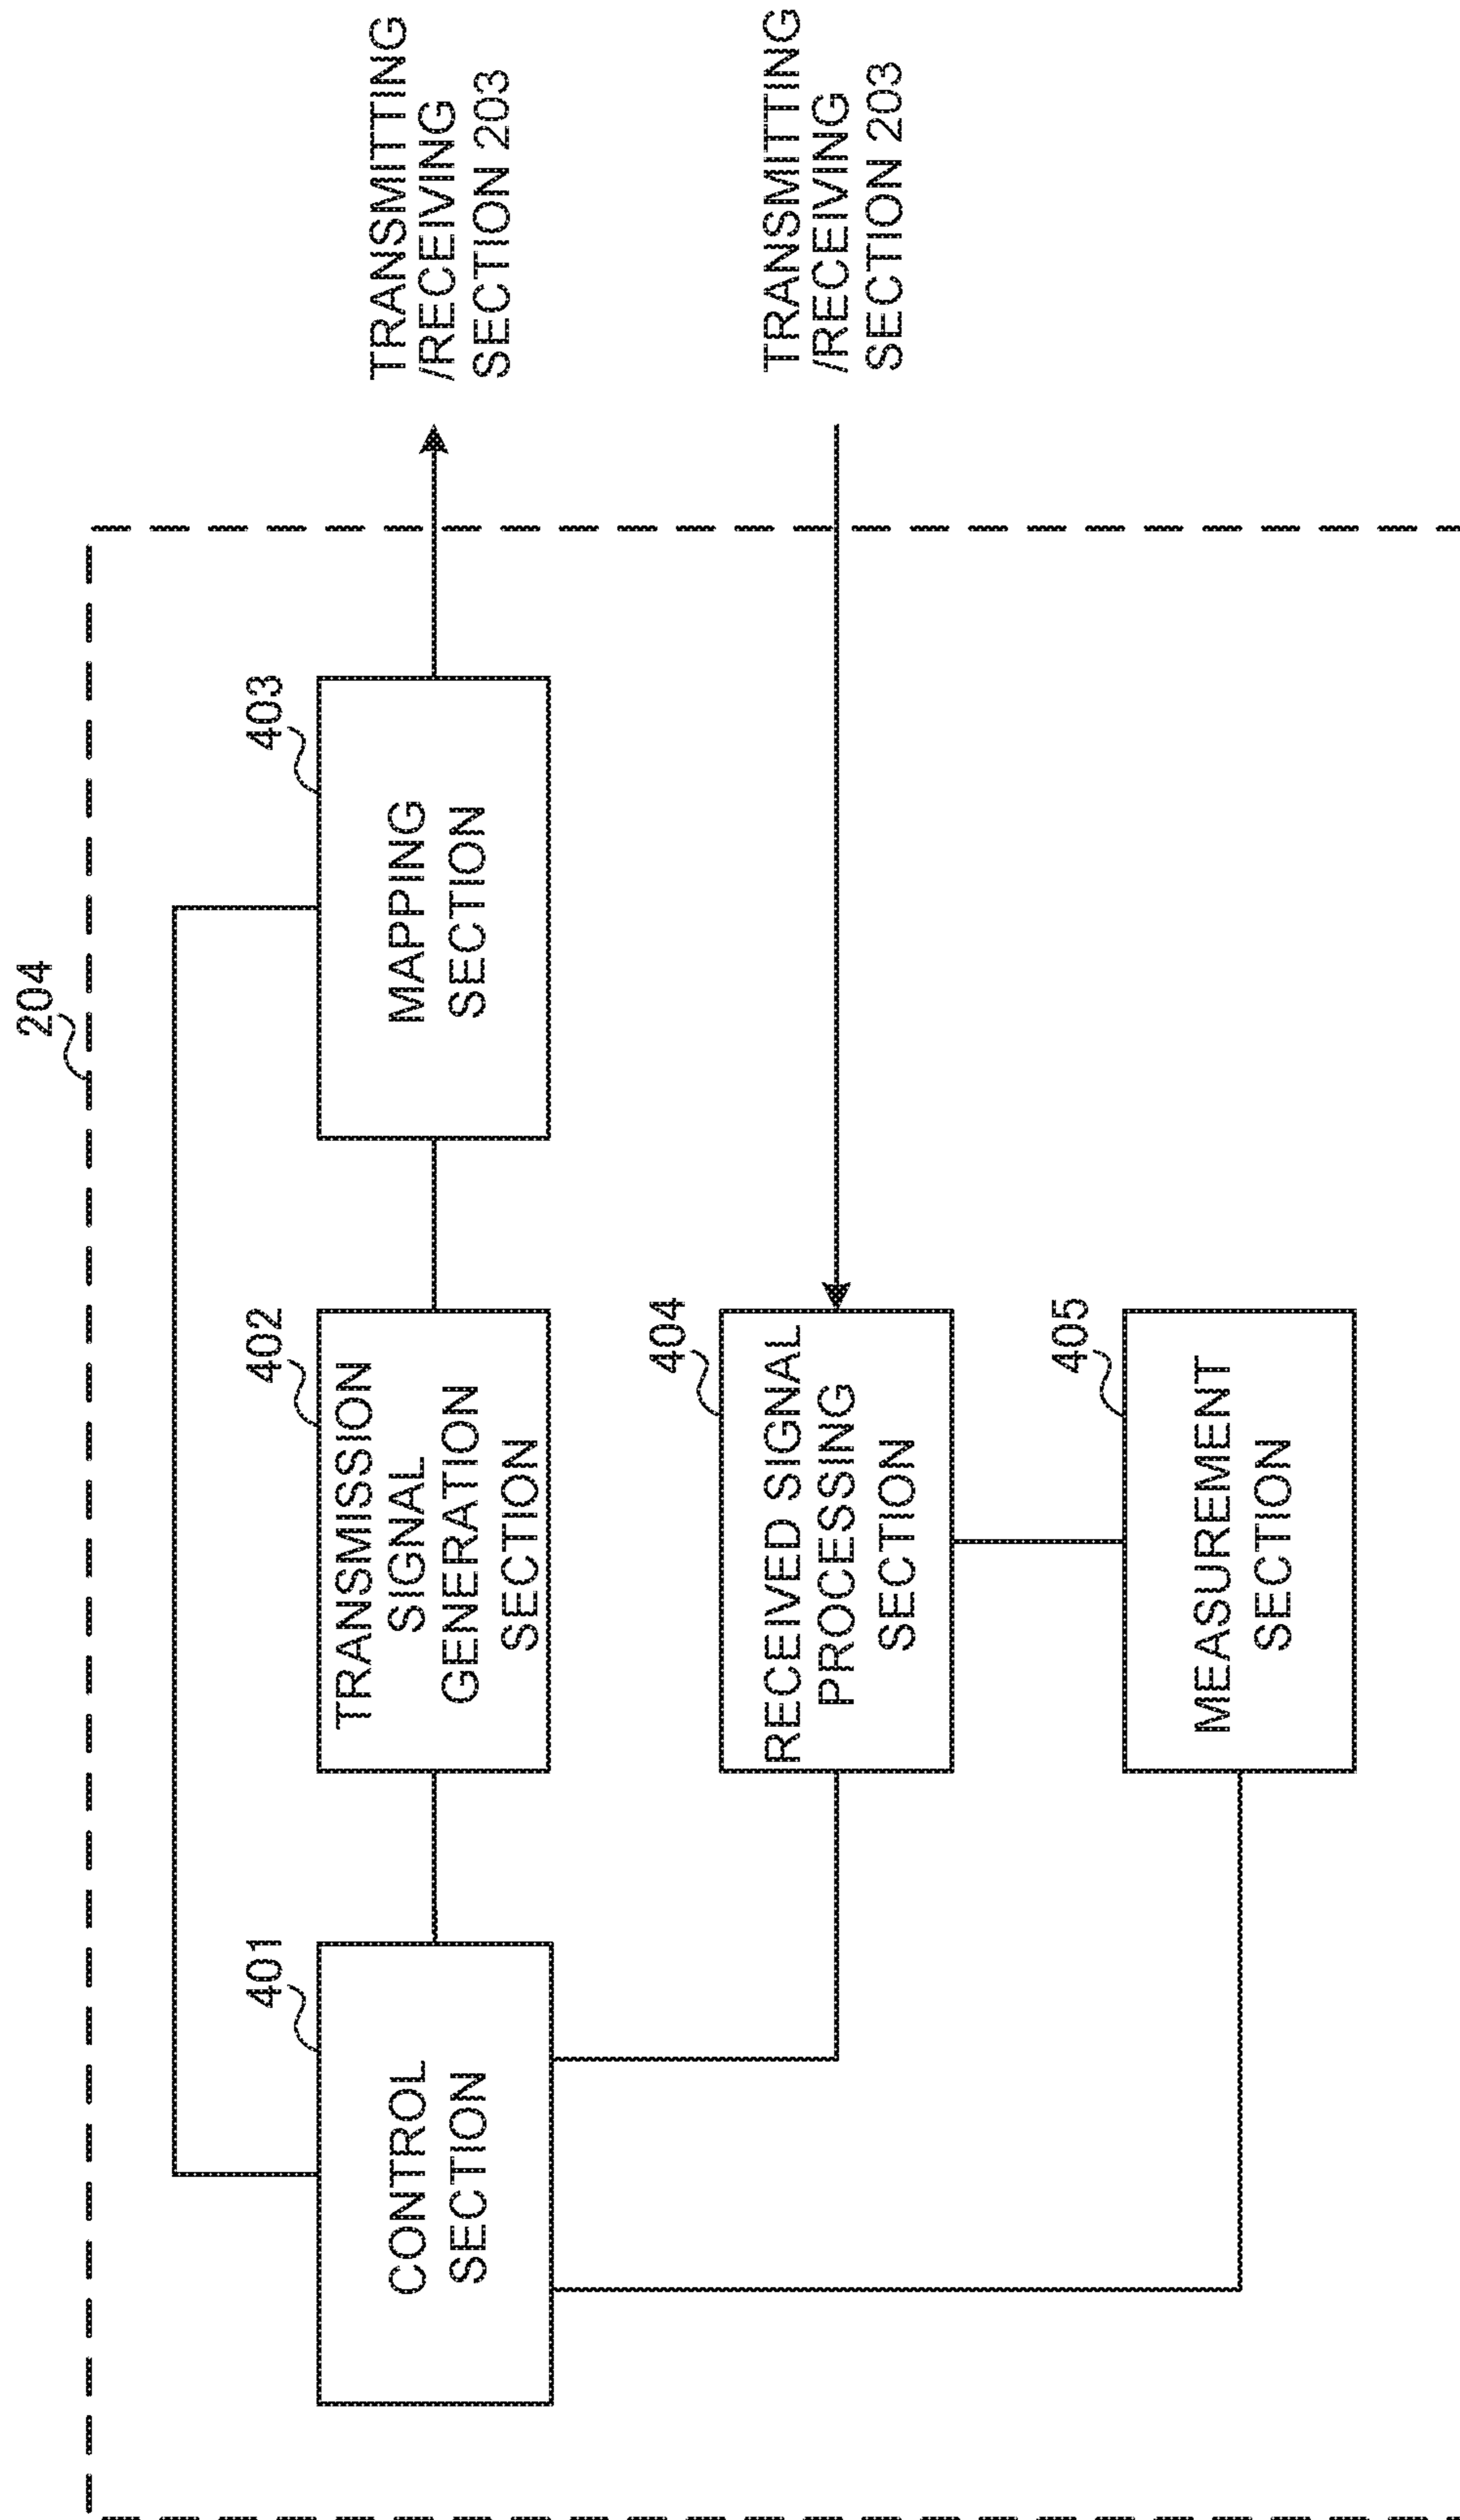 204
401
CONTROL
SECTION
402
TRANSMISSION
SIGNAL
GENERATION
SECTION
403
MAPPING
SECTION
TRANSMITTING
/RECEIVING
SECTION 203
404
RECEIVED SIGNAL
PROCESSING
SECTION
TRANSMITTING
/RECEIVING
SECTION 203
405
MEASUREMENT
SECTION